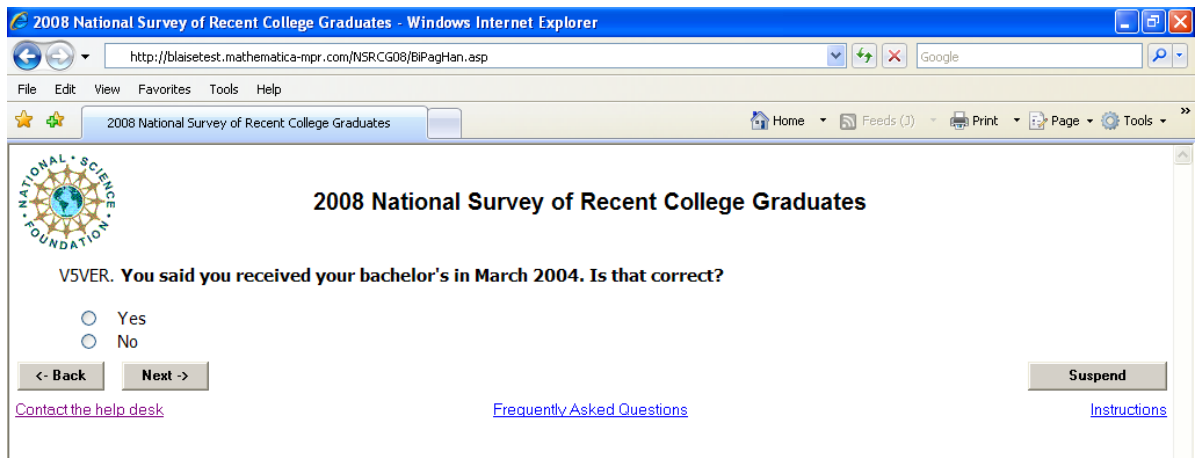 2008 National Survey of Recent College Graduates - Windows Internet Explorer
http://blaisetest.mathematica-mpr.com/NSRCG08/BiPagHan.asp Google
File Edit View Favorites Tools Help
2008 National Survey of Recent College Graduates Home Feeds (J) Print Page Tools »
NATIONAL · SCIENCE · FOUNDATION ·
2008 National Survey of Recent College Graduates
V5VER. You said you received your bachelor's in March 2004. Is that correct?
Yes
No
<- Back Next -> Suspend
Contact the help desk Frequently Asked Questions Instructions